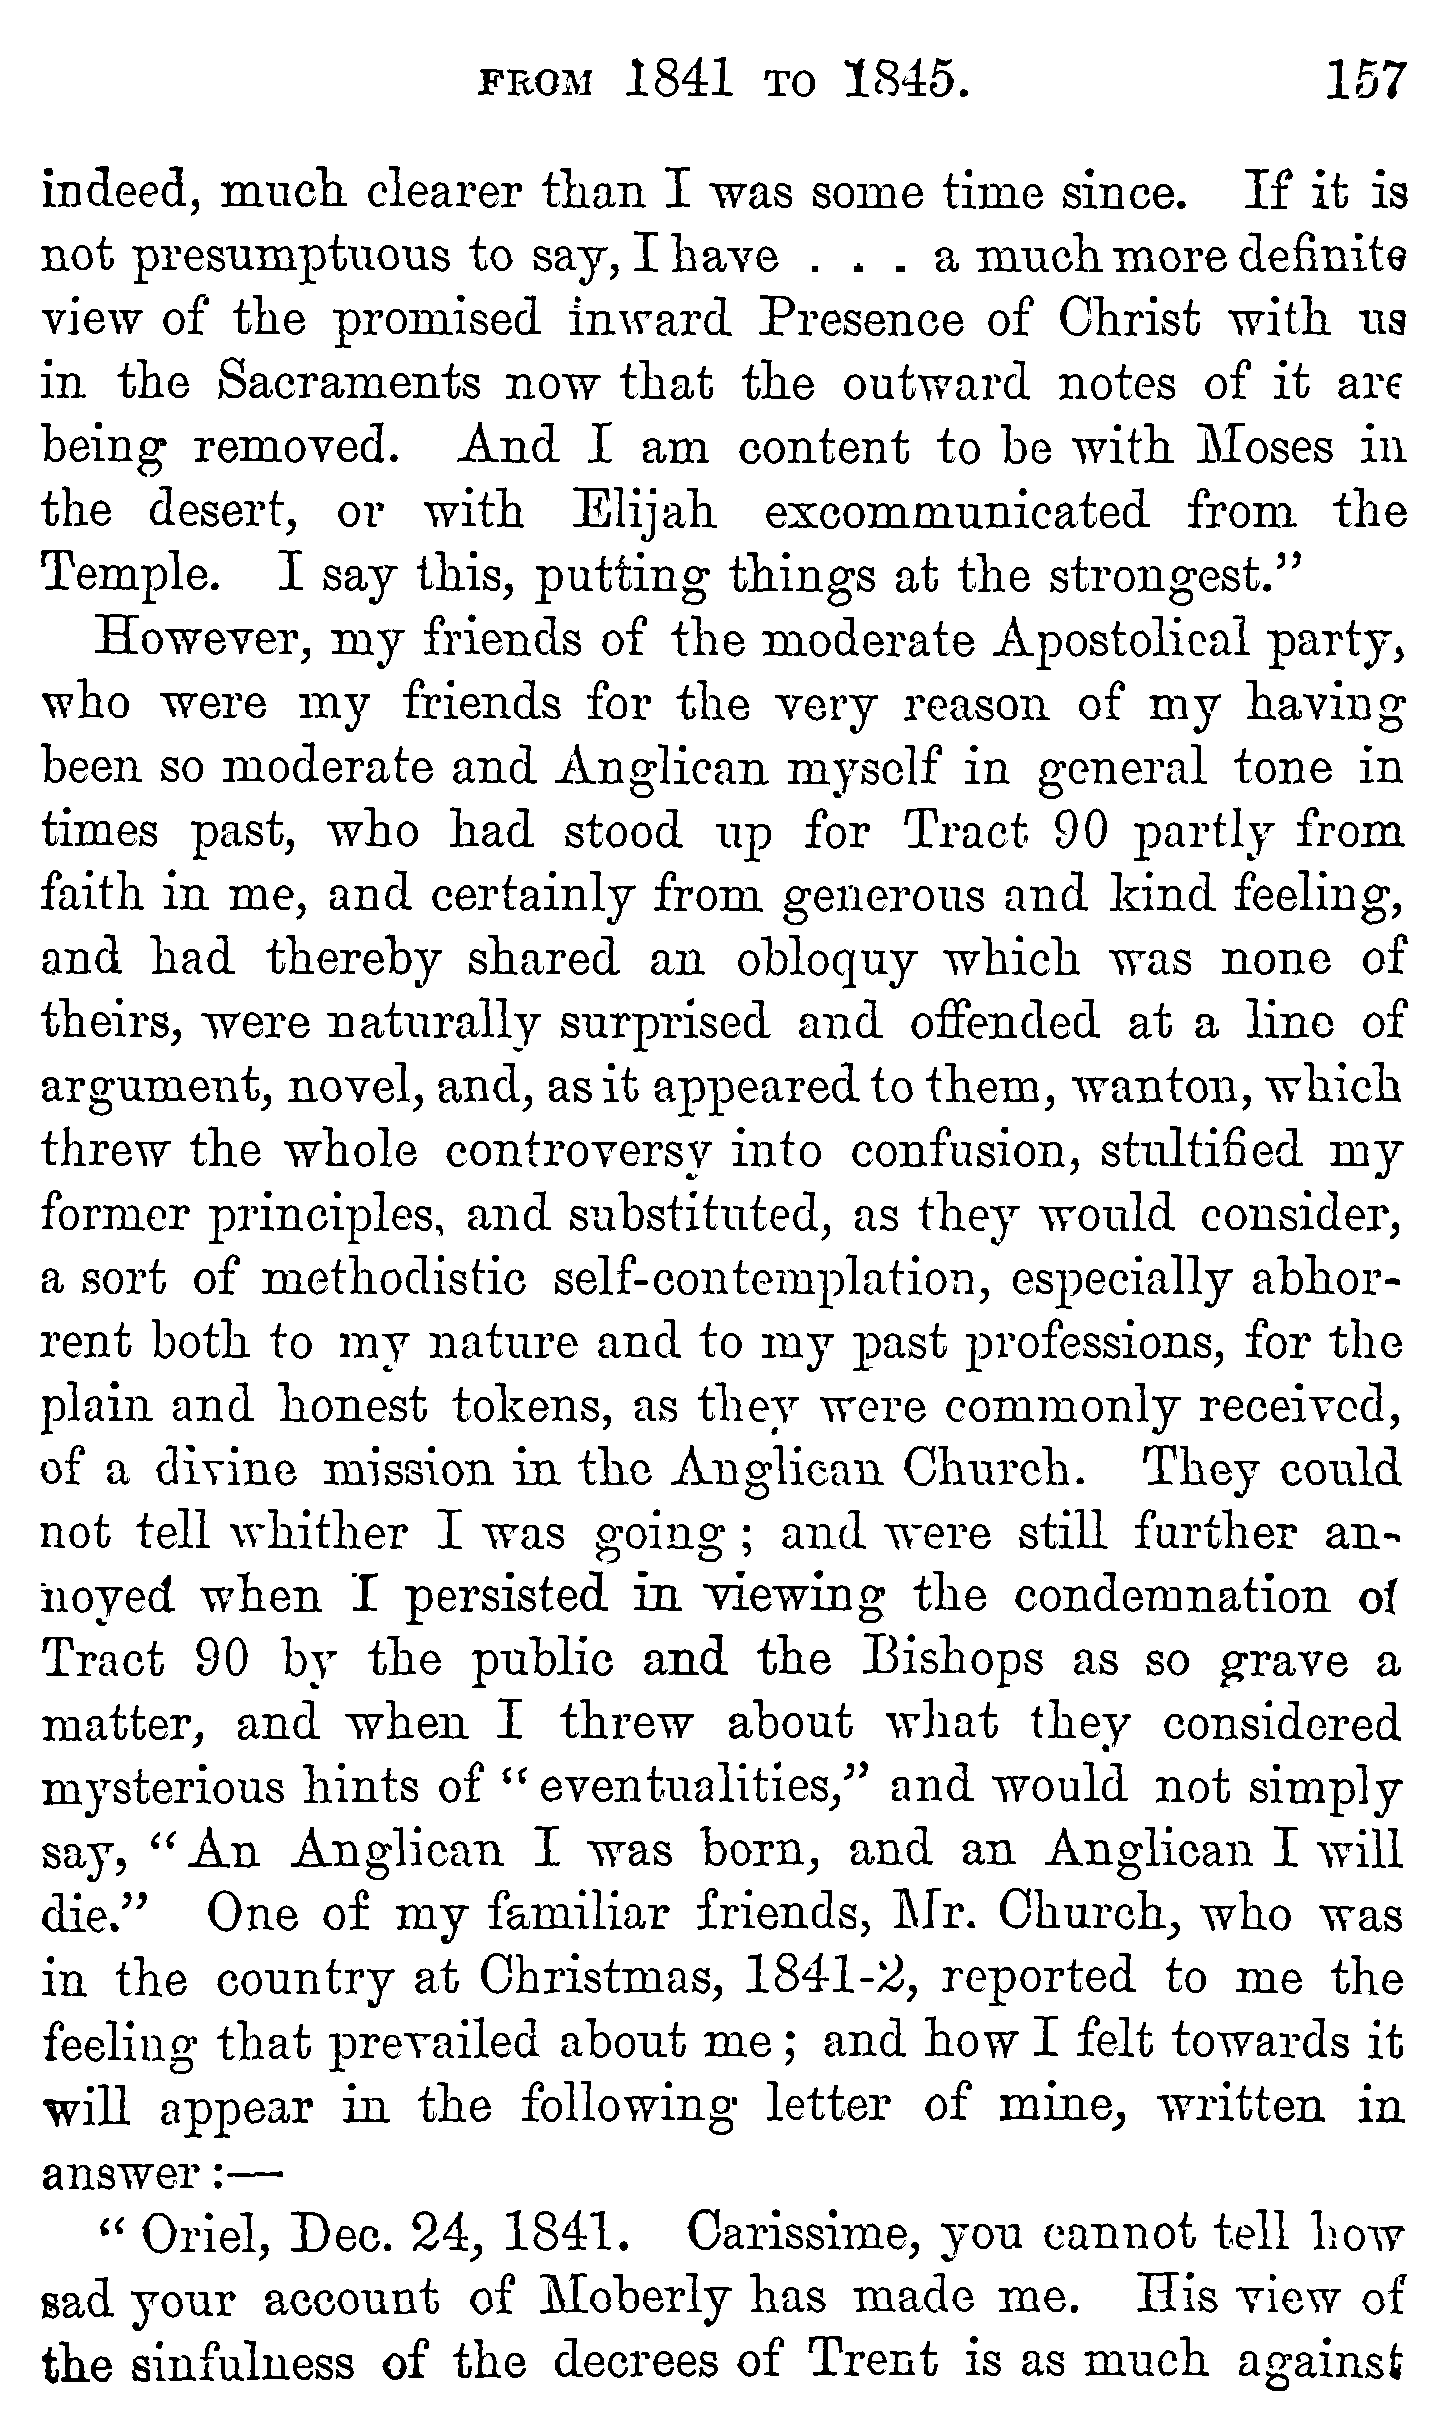 FROM 1841 TO 1845. 157
indeed, much clearer than I was some time since. If it is
not presumptuous to say, I have . . . a much more definite
view of the promised inward Presence of Christ with us
in the Sacraments now that the outward notes of it are
being removed. And I am content to be with Moses in
the desert, or with Elijah excommunicated from the
Temple. I say this, putting things at the strongest.”
However, my friends of the moderate Apostolical party,
who were my friends for the very reason of my having
been so moderate and Anglican myself in general tone in
times past, who had stood up for Tract 90 partly from
faith in me, and certainly from generous and kind feeling,
and had thereby shared an obloquy which was none of
theirs, were naturally surprised and offended at a line of
argument, novel, and, as it appeared to them, wanton, which
threw the whole controversy into confusion, stultified my
former principles, and substituted, as they would consider,
a sort of methodistic self-contemplation, especially abhor-
rent both to my nature and to my past professions, for the
plain and honest tokens, as they were commonly received,
of a divine mission in the Anglican Church. They could
not tell whither I was going ; and were still further an-
noyed when I persisted in viewing the condemnation of
Tract 90 by the public and the Bishops as so grave a
matter, and when I threw about what they considered
mysterious hints of “ eventualities,” and would not simply
say, “ An Anglican I was born, and an Anglican I will
die.” One of my familiar friends, Mr. Church, who was
in the country at Christmas, 1841-2, reported to me the
feeling that prevailed about me ; and how I felt towards it
will appear in the following letter of mine, written in
answer :—
“ Oriel, Dec. 24, 1841. Carissime, you cannot tell how
sad your account of Moberly has made me. His view of
the sinfulness of the decrees of Trent is as much against